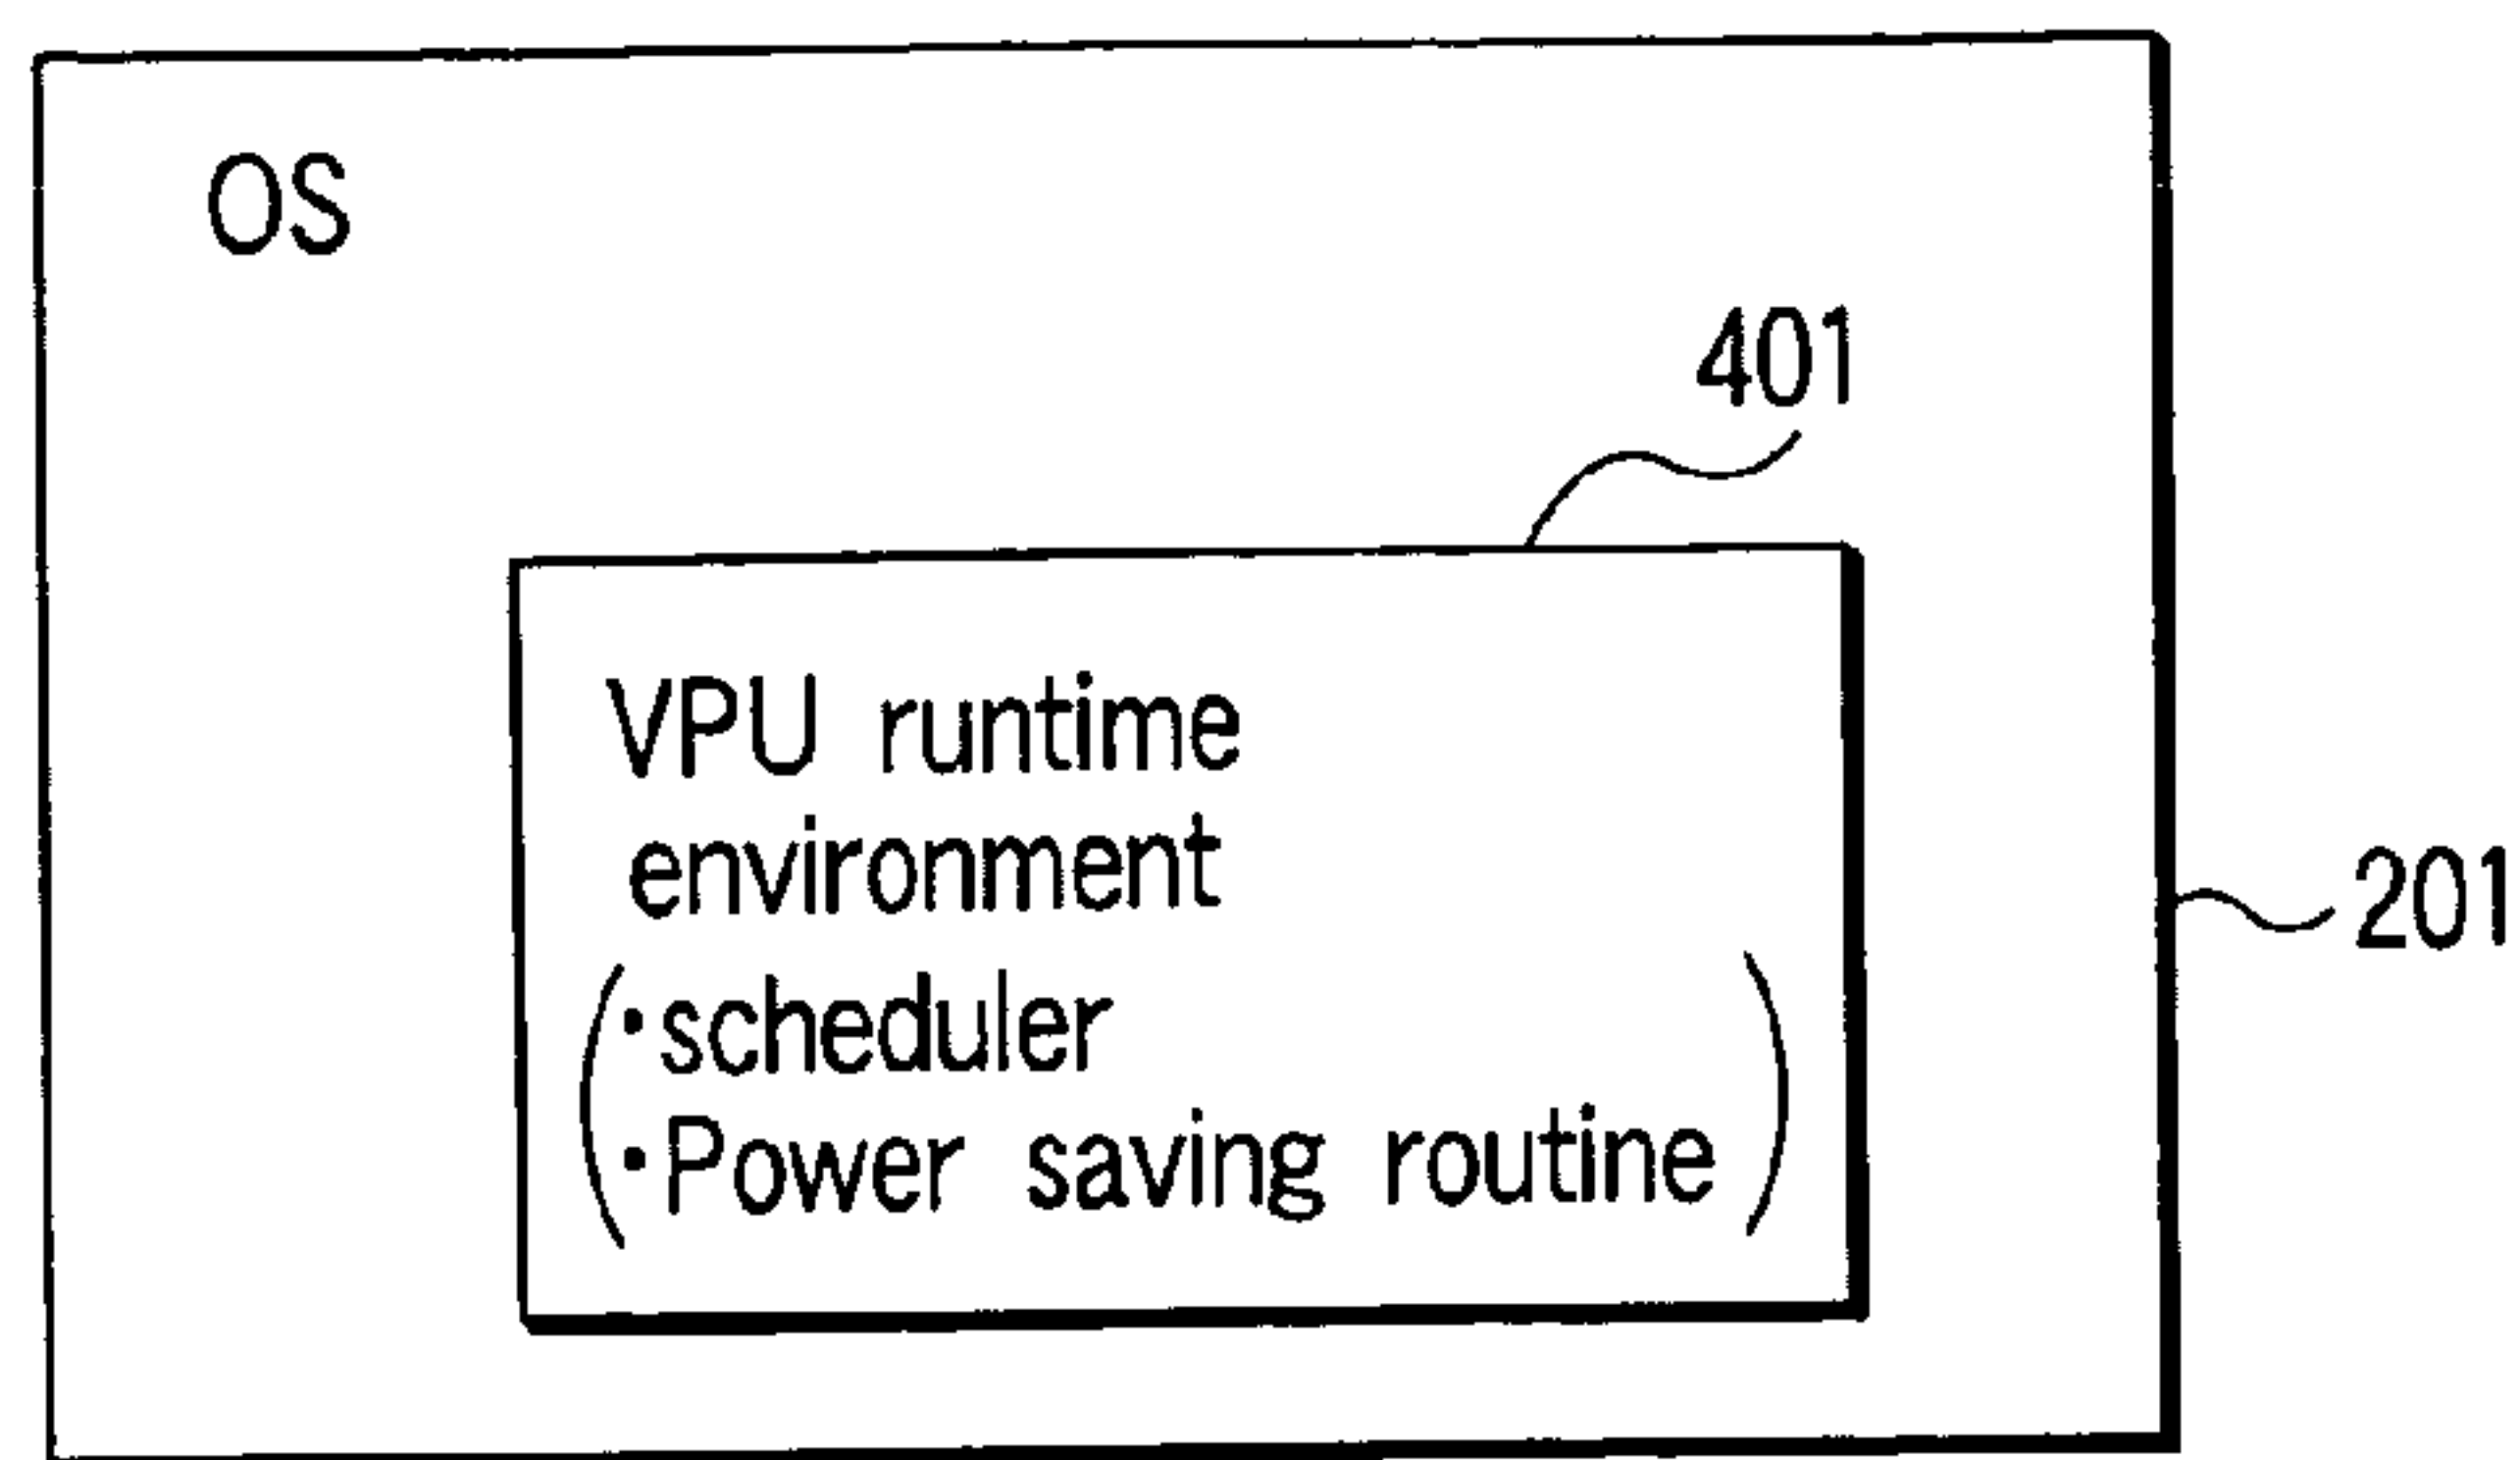 OS
401
VPU runtime
environment
・scheduler
・Power saving routine
201